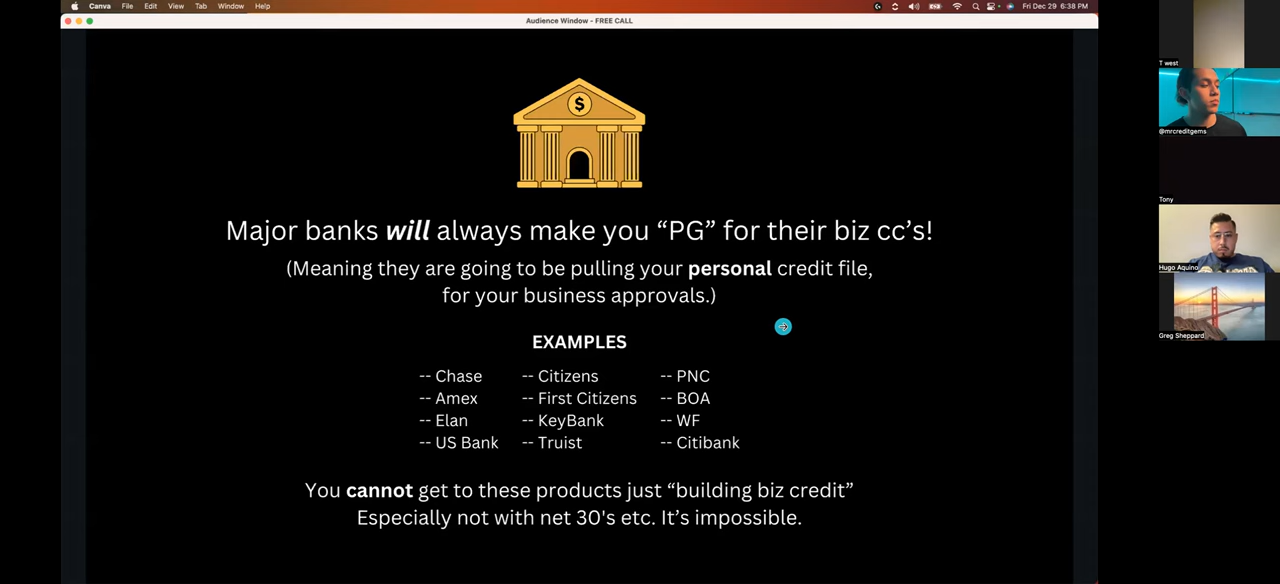 Canva File Edit View Tab Window Help
Fri Dec 29 6:38 PM
Audience Window - FREE CALL
$
Major banks will always make you “PG” for their biz cc’s!
(Meaning they are going to be pulling your personal credit file,
for your business approvals.)
EXAMPLES
-- Chase -- Citizens -- PNC
-- Amex -- First Citizens -- BOA
-- Elan -- KeyBank -- WF
-- US Bank -- Truist -- Citibank
You cannot get to these products just “building biz credit”
Especially not with net 30's etc. It’s impossible.
T west
@mrcreditgems
Tony
Hugo Aquino
Greg Sheppard